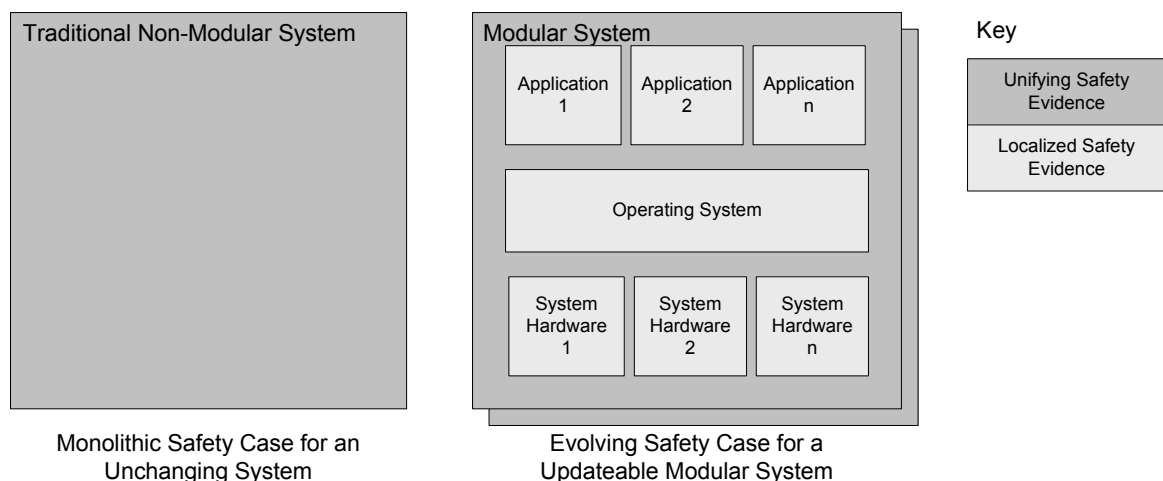 Traditional Non-Modular System
Monolithic Safety Case for an
Unchanging System
Modular System
Application
1
Application
2
Application
n
Operating System
System
Hardware
1
System
Hardware
2
System
Hardware
n
Evolving Safety Case for a
Updateable Modular System
Key
Unifying Safety
Evidence
Localized Safety
Evidence